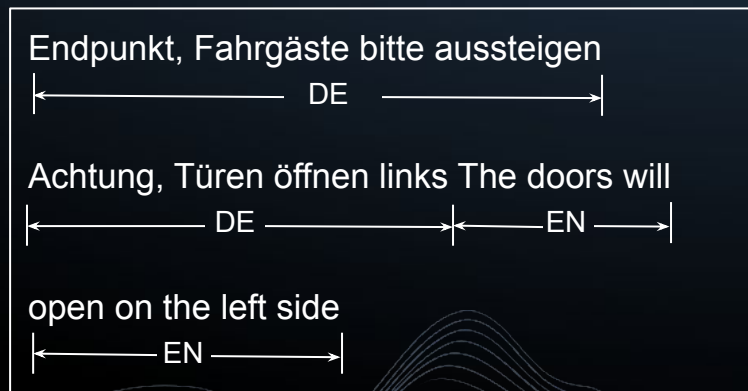 Endpunkt, Fahrgäste bitte aussteigen
DE
Achtung, Türen öffnen links The doors will
DE EN
open on the left side
EN